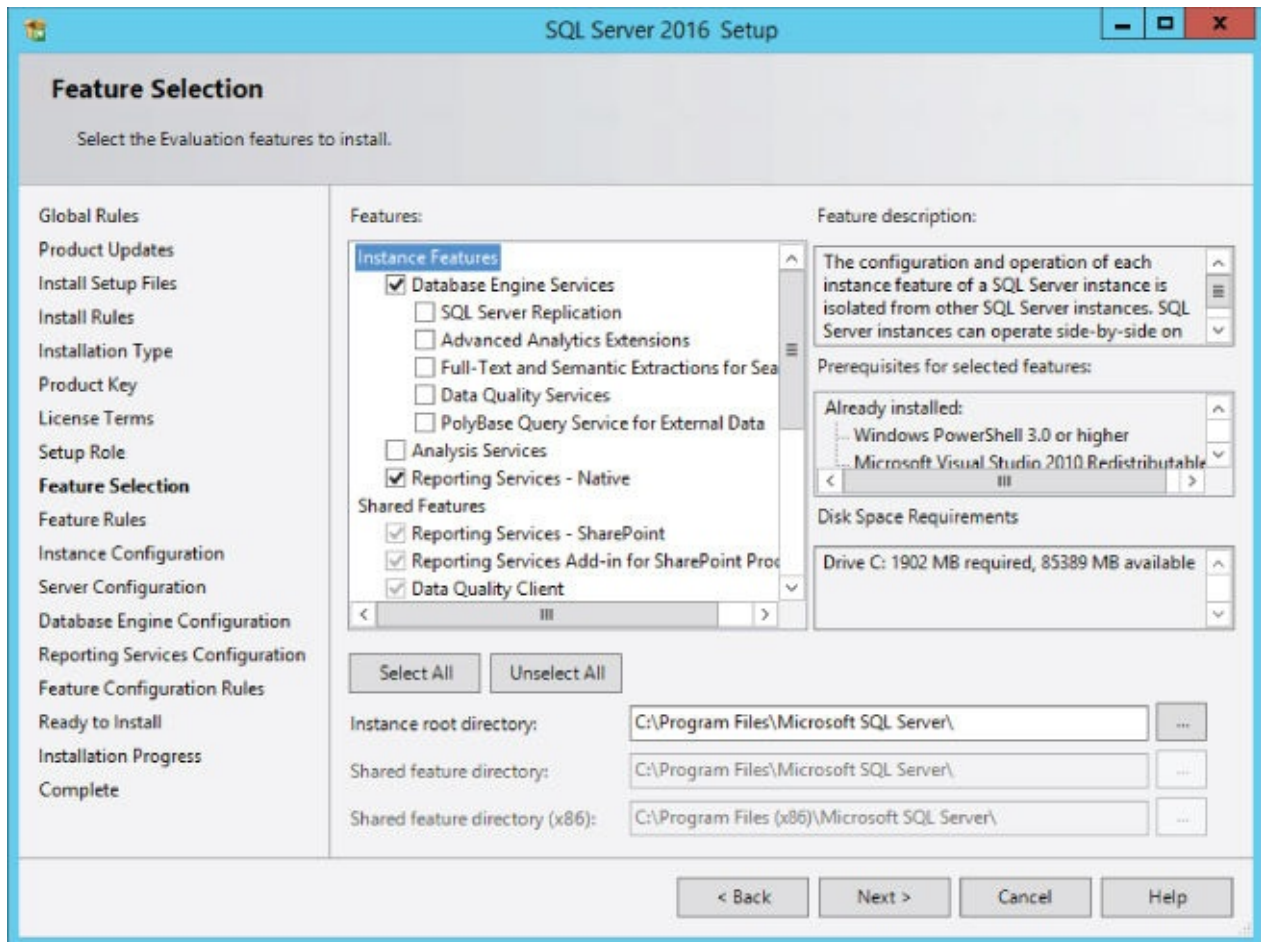 SQL Server 2016 Setup
Feature Selection
Select the Evaluation features to install.
Global Rules
Product Updates
Install Setup Files
Install Rules
Installation Type
Product Key
License Terms
Setup Role
Feature Selection
Feature Rules
Instance Configuration
Server Configuration
Database Engine Configuration
Reporting Services Configuration
Feature Configuration Rules
Ready to Install
Installation Progress
Complete
Features:
Instance Features
Database Engine Services
SQL Server Replication
Advanced Analytics Extensions
Full-Text and Semantic Extractions for Sea
Data Quality Services
PolyBase Query Service for External Data
Analysis Services
Reporting Services - Native
Shared Features
Reporting Services - SharePoint
Reporting Services Add-in for SharePoint Proc
Data Quality Client
Feature description:
The configuration and operation of each
instance feature of a SQL Server instance is
isolated from other SQL Server instances. SQL
Server instances can operate side-by-side on
Prerequisites for selected features:
Already installed:
Windows PowerShell 3.0 or higher
Microsoft Visual Studio 2010 Redistributable
Disk Space Requirements
Drive C: 1902 MB required, 85389 MB available
Select All
Unselect All
Instance root directory:
C:\Program Files\Microsoft SQL Server\
...
Shared feature directory:
C:\Program Files\Microsoft SQL Server\
...
Shared feature directory (x86):
C:\Program Files (x86)\Microsoft SQL Server\
...
< Back
Next >
Cancel
Help